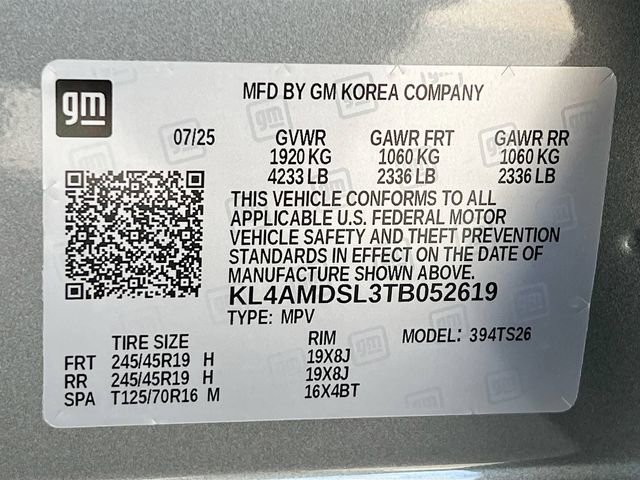 gm
MFD BY GM KOREA COMPANY
07/25 GVWR GAWR FRT GAWR RR
1920 KG 1060 KG 1060 KG
4233 LB 2336 LB 2336 LB
THIS VEHICLE CONFORMS TO ALL
APPLICABLE U.S. FEDERAL MOTOR
VEHICLE SAFETY AND THEFT PREVENTION
STANDARDS IN EFFECT ON THE DATE OF
MANUFACTURE SHOWN ABOVE.
KL4AMDSL3TB052619
TYPE: MPV
TIRE SIZE RIM MODEL: 394TS26
FRT 245/45R19 H 19X8J
RR 245/45R19 H 19X8J
SPA T125/70R16 M 16X4BT